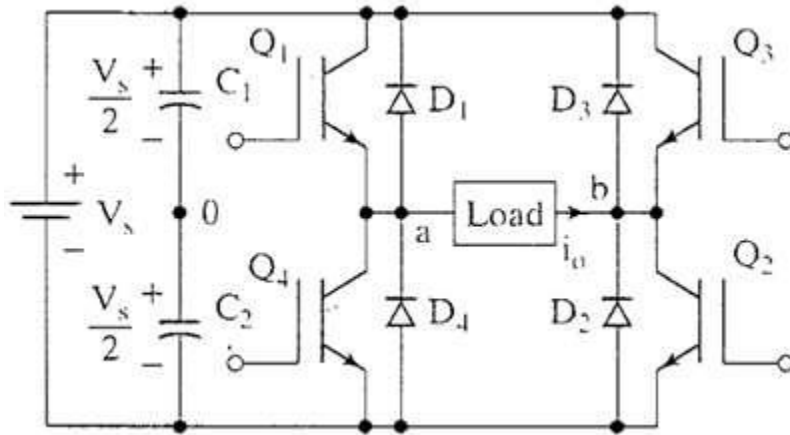 Q₁
Q₃
+
Vₛ/2
C₁
−
D₁
D₃
+
Vₛ
−
0
a
Load
b
iₒ
Q₄
Q₂
+
Vₛ/2
C₂
−
D₄
D₂